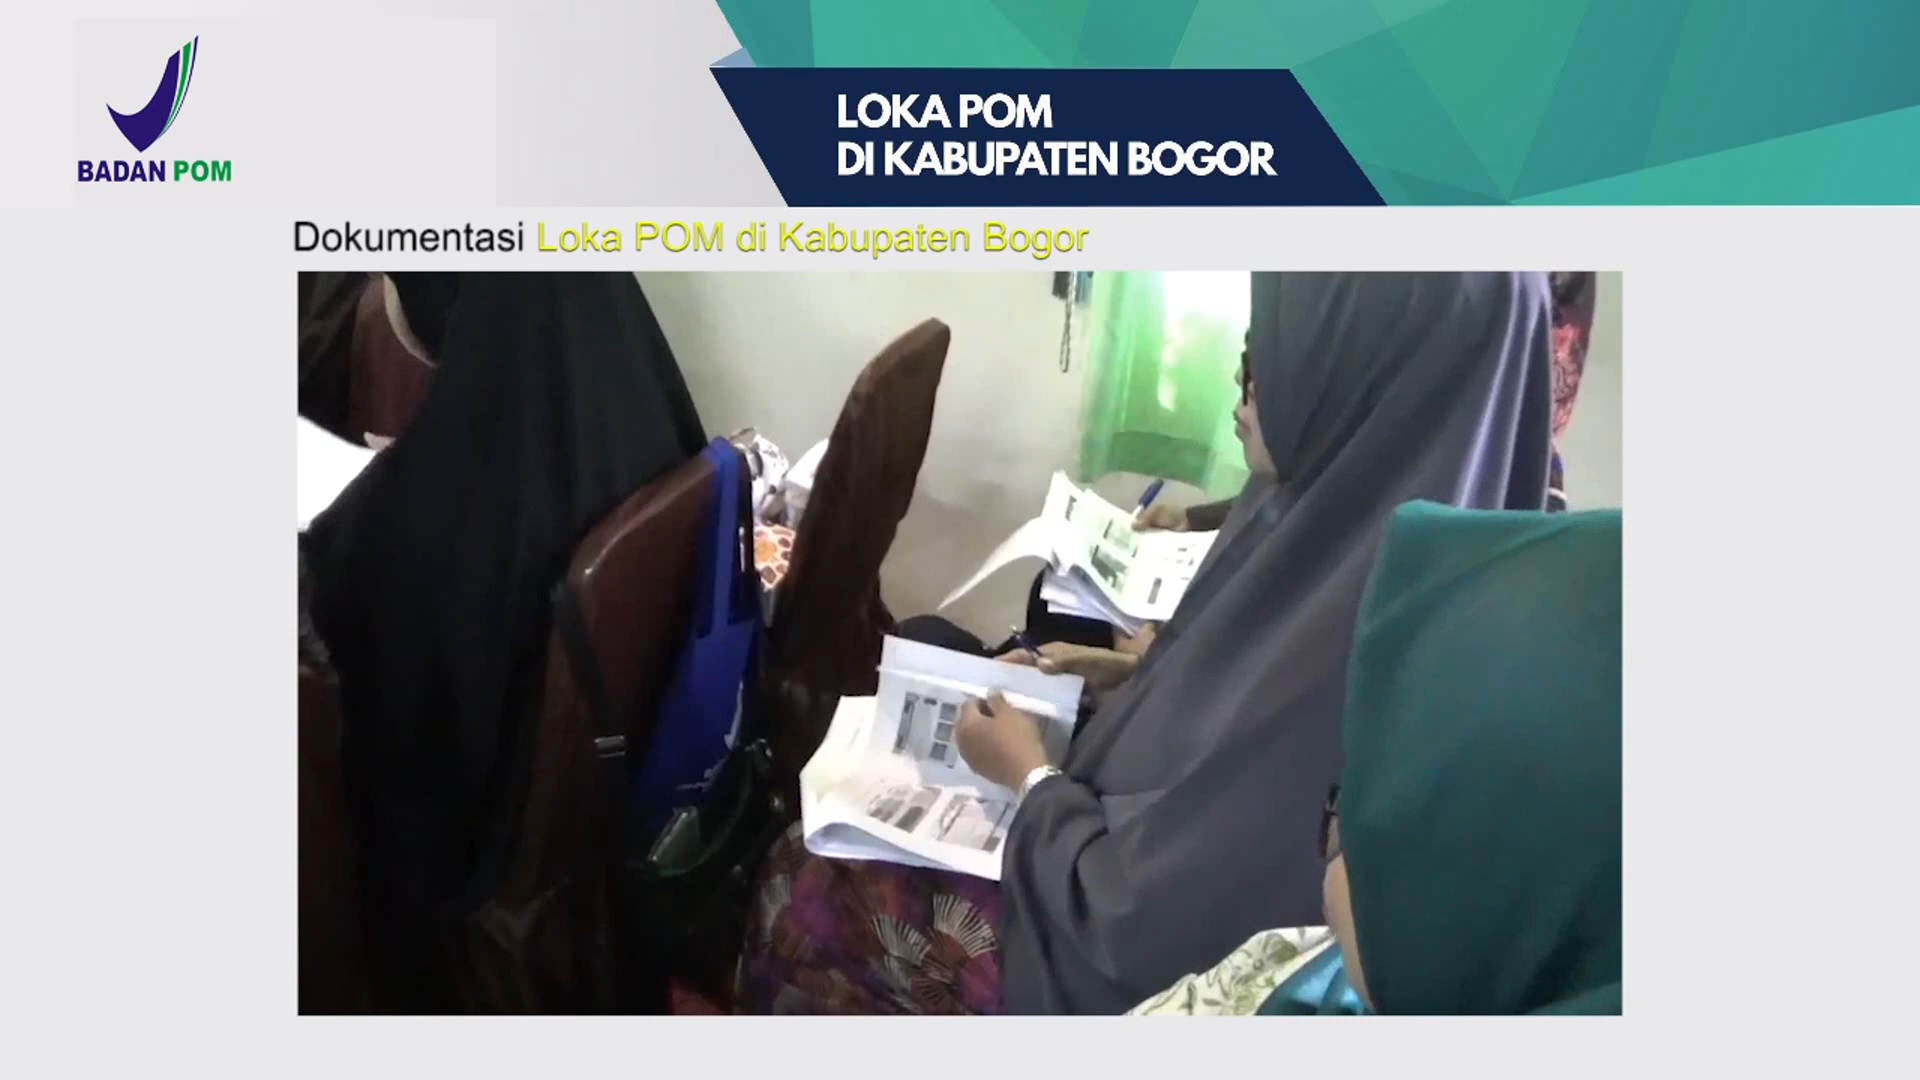 BADAN POM
LOKA POM
DI KABUPATEN BOGOR
Dokumentasi Loka POM di Kabupaten Bogor